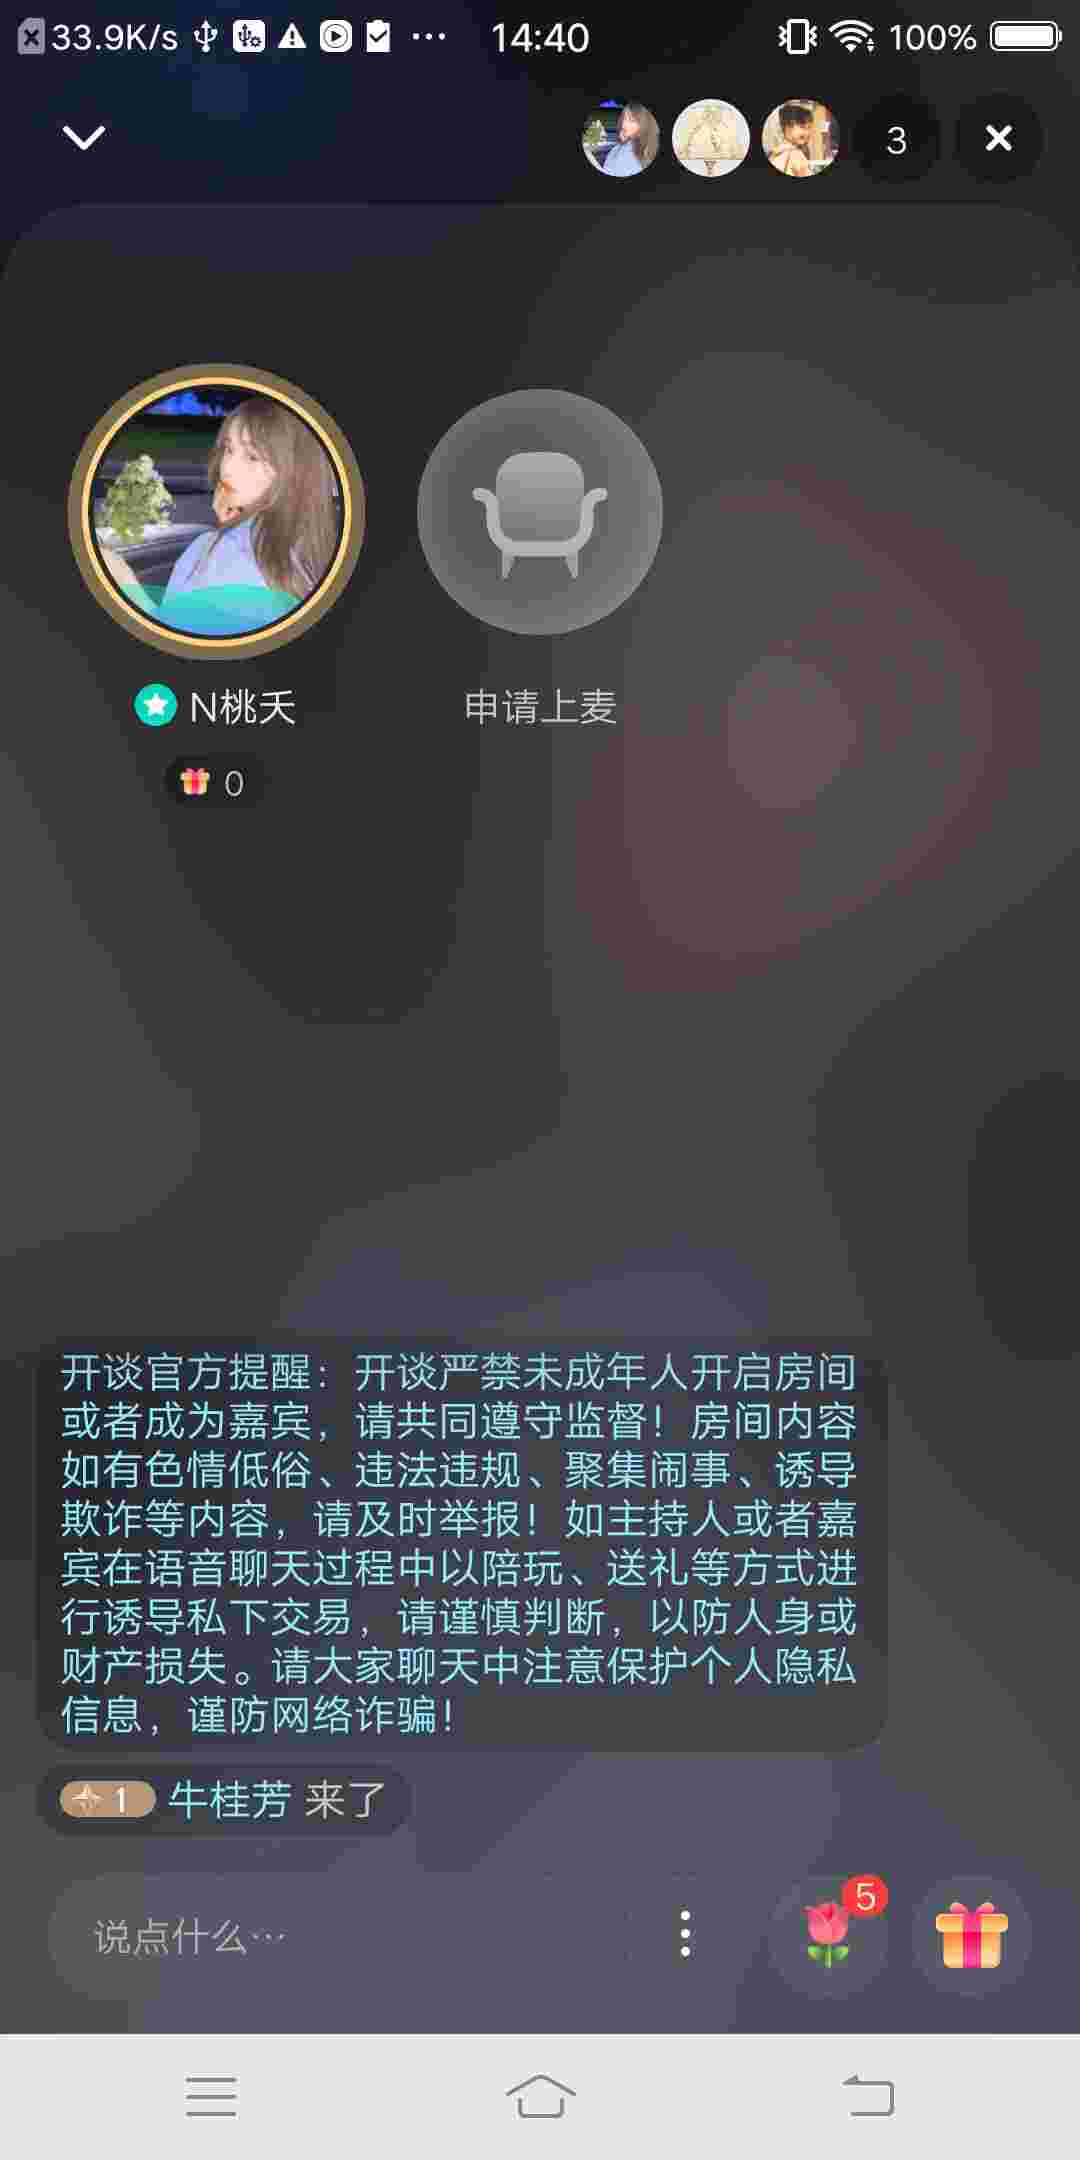 33.9K/s 14:40 100%
3
N桃夭
申请上麦
0
开谈官方提醒：开谈严禁未成年人开启房间
或者成为嘉宾，请共同遵守监督！房间内容
如有色情低俗、违法违规、聚集闹事、诱导
欺诈等内容，请及时举报！如主持人或者嘉
宾在语音聊天过程中以陪玩、送礼等方式进
行诱导私下交易，请谨慎判断，以防人身或
财产损失。请大家聊天中注意保护个人隐私
信息，谨防网络诈骗！
1 牛桂芳 来了
说点什么…
5